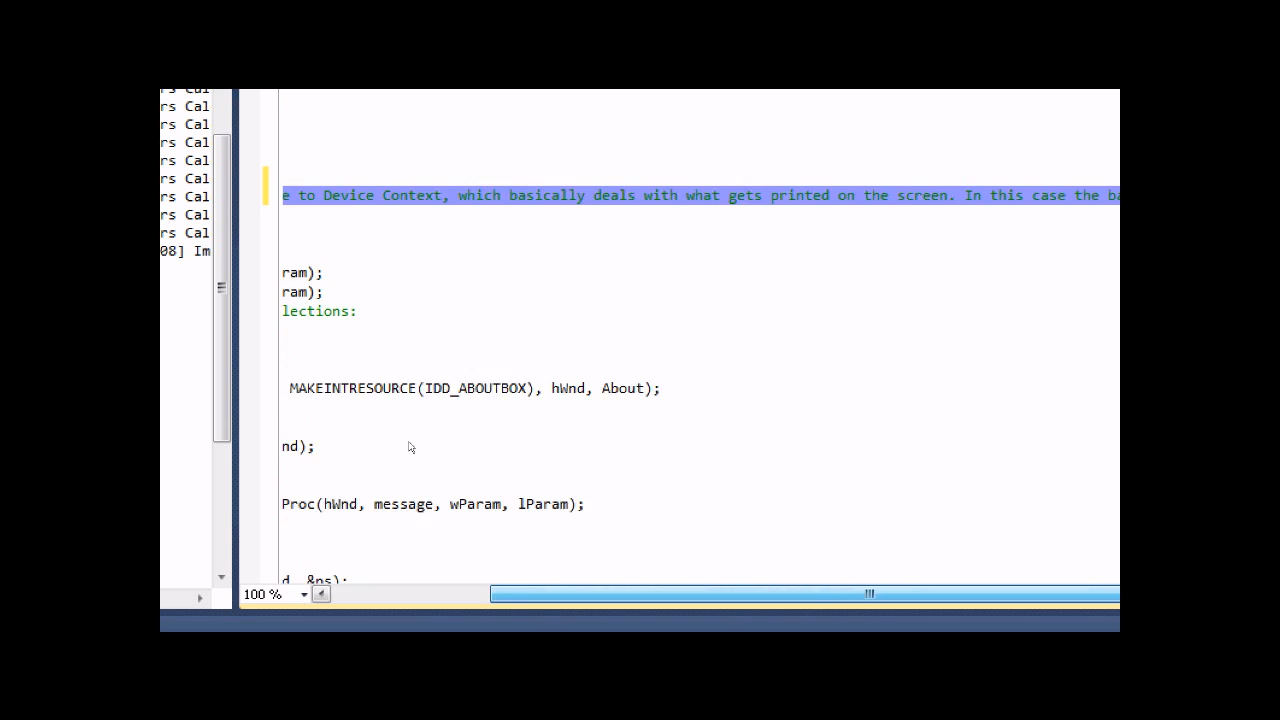 rs Cal
rs Cal
rs Cal
rs Cal
rs Cal
rs Cal
rs Cal
rs Cal
rs Cal
08] Im
e to Device Context, which basically deals with what gets printed on the screen. In this case the ba
ram);
ram);
lections:
MAKEINTRESOURCE(IDD_ABOUTBOX), hWnd, About);
nd);
Proc(hWnd, message, wParam, lParam);
d, &ps);
100 %